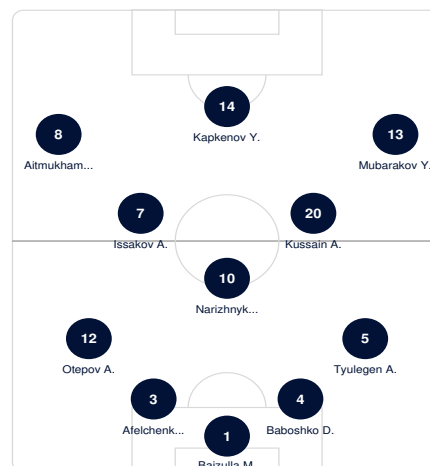 14
Kapkenov Y.
8
Aitmukham...
13
Mubarakov Y.
7
Issakov A.
20
Kussain A.
10
Narizhnyk...
12
Otepov A.
5
Tyulegen A.
3
Afelchenk...
4
Baboshko D.
1
Baizulla M.